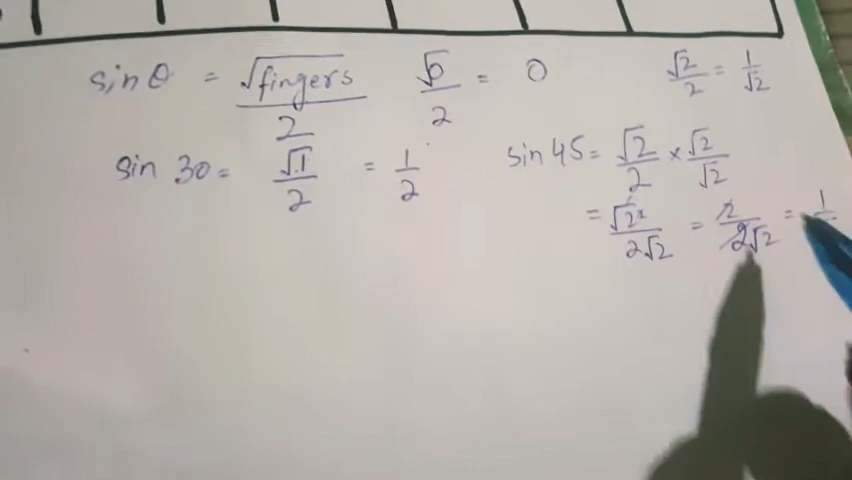 sin θ = √fingers / 2
√0 / 2 = 0
√2 / 2 = 1 / √2
sin 30 = √1 / 2 = 1 / 2
sin 45 = √2 / 2 × √2 / √2
= √2² / 2√2 = 2 / 2√2 = 1